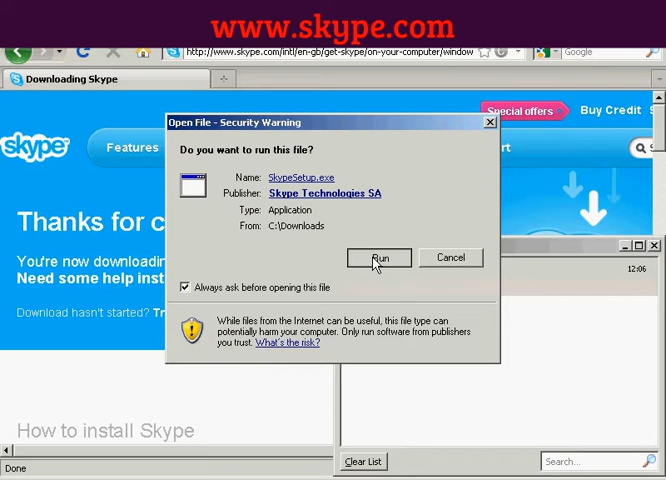 www.skype.com
http://www.skype.com/intl/en-gb/get-skype/on-your-computer/window
Google
Downloading Skype
Special offers
Buy Credit
skype
Features
Open File - Security Warning
Do you want to run this file?
Name: SkypeSetup.exe
Publisher: Skype Technologies SA
Type: Application
From: C:\Downloads
Run
Cancel
Always ask before opening this file
While files from the Internet can be useful, this file type can
potentially harm your computer. Only run software from publishers
you trust. What's the risk?
Thanks for
You're now downloading
Need some help inst
Download hasn't started? Tr
12:06
How to install Skype
Clear List
Search...
Done